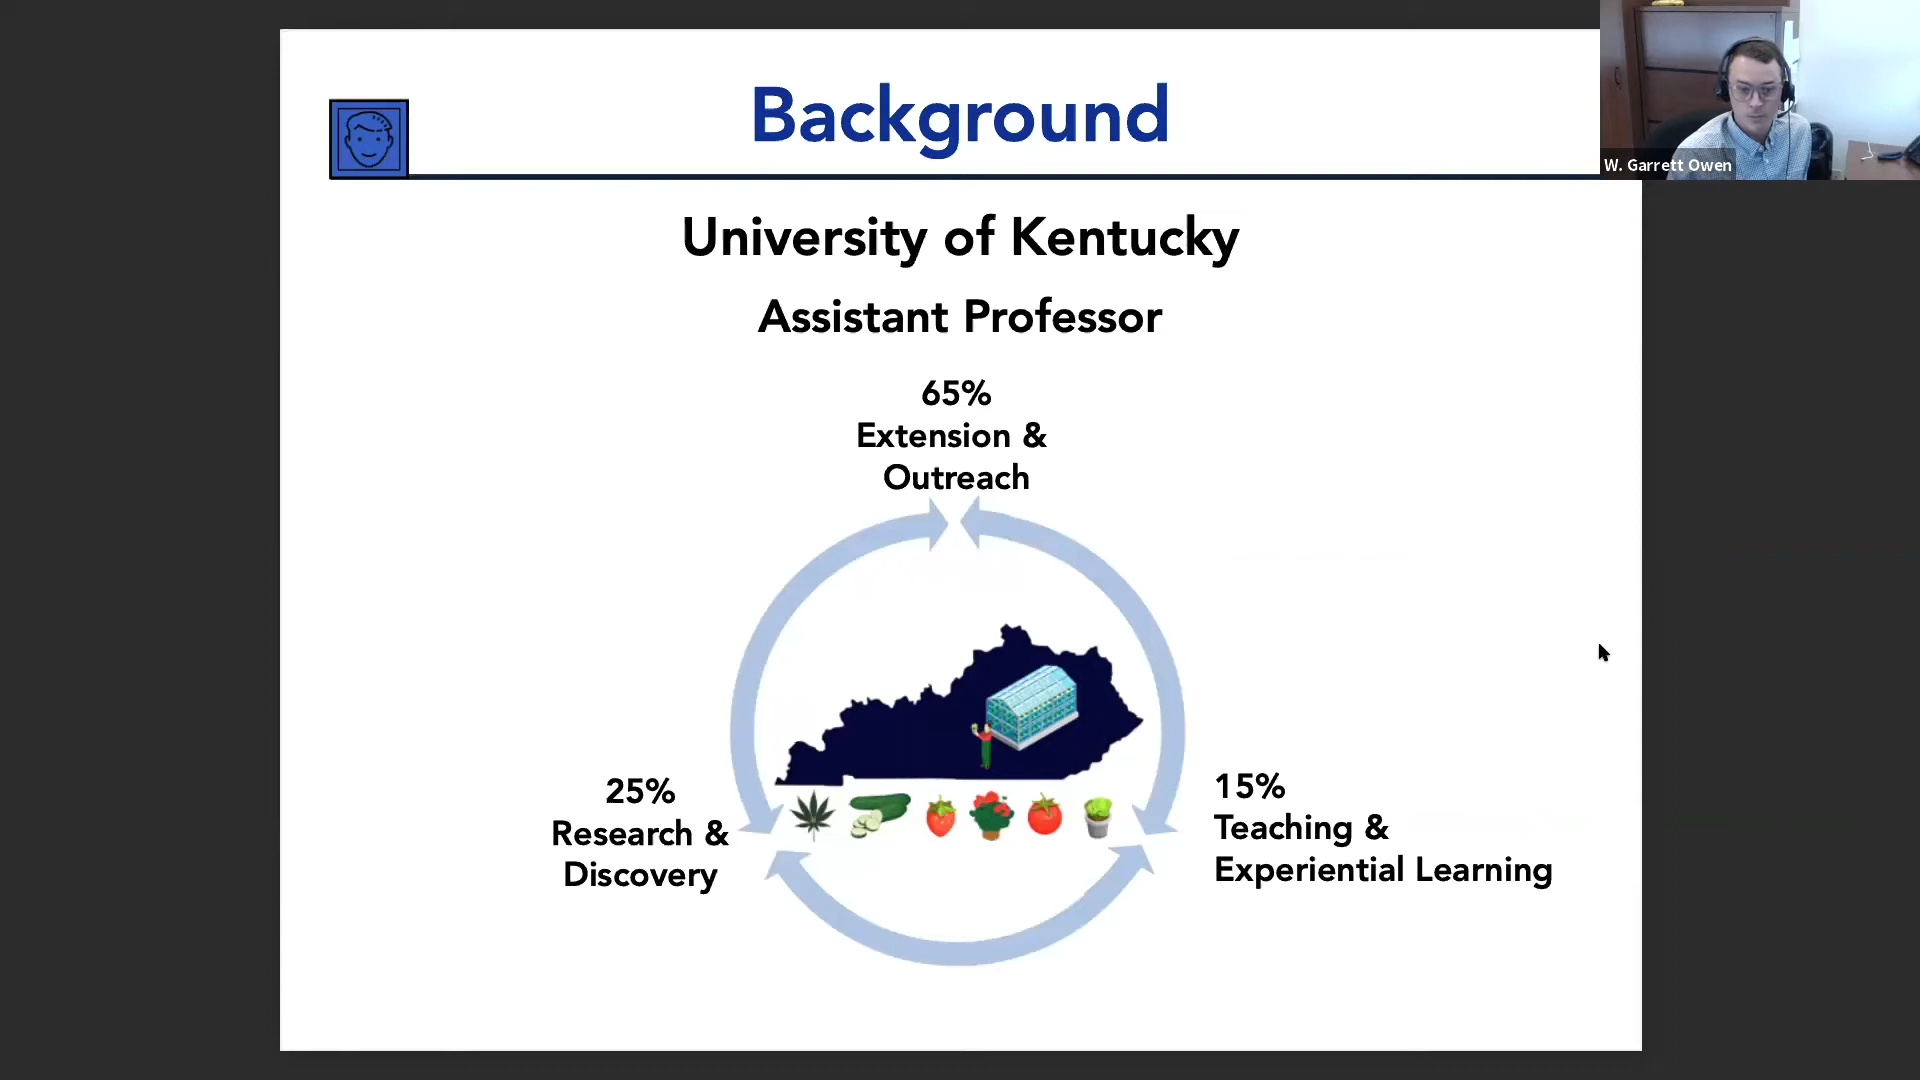 Background
W. Garrett Owen
University of Kentucky
Assistant Professor
65%
Extension &
Outreach
25%
Research &
Discovery
15%
Teaching &
Experiential Learning